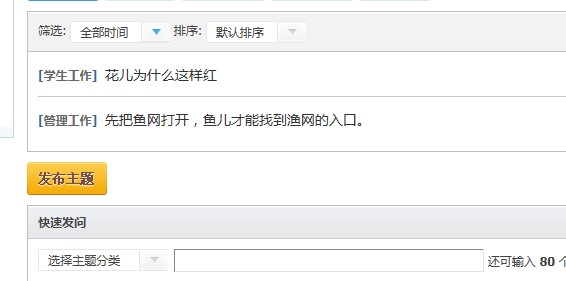 筛选: 全部时间 排序: 默认排序
[学生工作] 花儿为什么这样红
[管理工作] 先把鱼网打开，鱼儿才能找到渔网的入口。
发布主题
快速发问
选择主题分类 还可输入 80 个